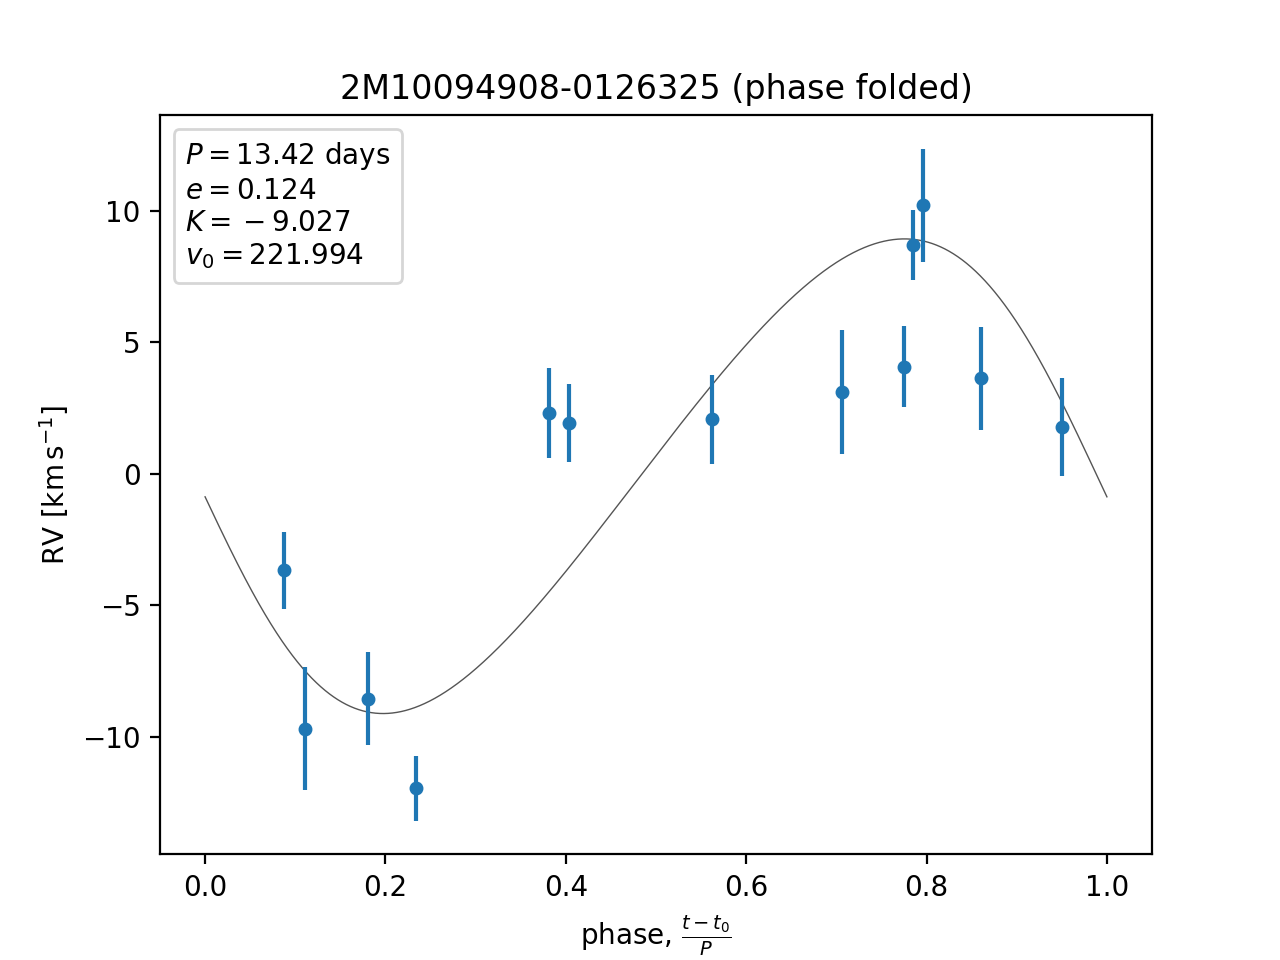 2M10094908-0126325 (phase folded)
P = 13.42 days
e = 0.124
K = −9.027
v₀ = 221.994
10
5
0
−5
−10
RV [km s⁻¹]
0.0 0.2 0.4 0.6 0.8 1.0
phase, (t − t₀)/P